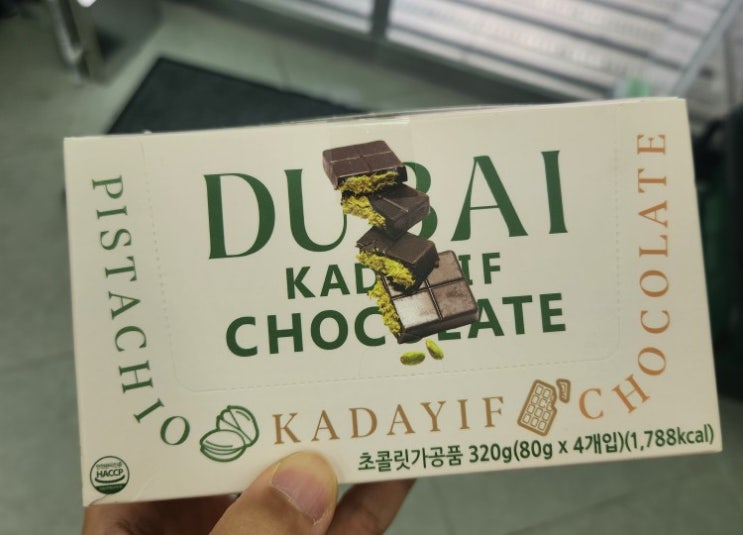 DUBAI
KADAYIF
CHOCOLATE
PISTACHIO
KADAYIF
CHOCOLATE
초콜릿가공품 320g(80g x 4개입)(1,788kcal)
HACCP